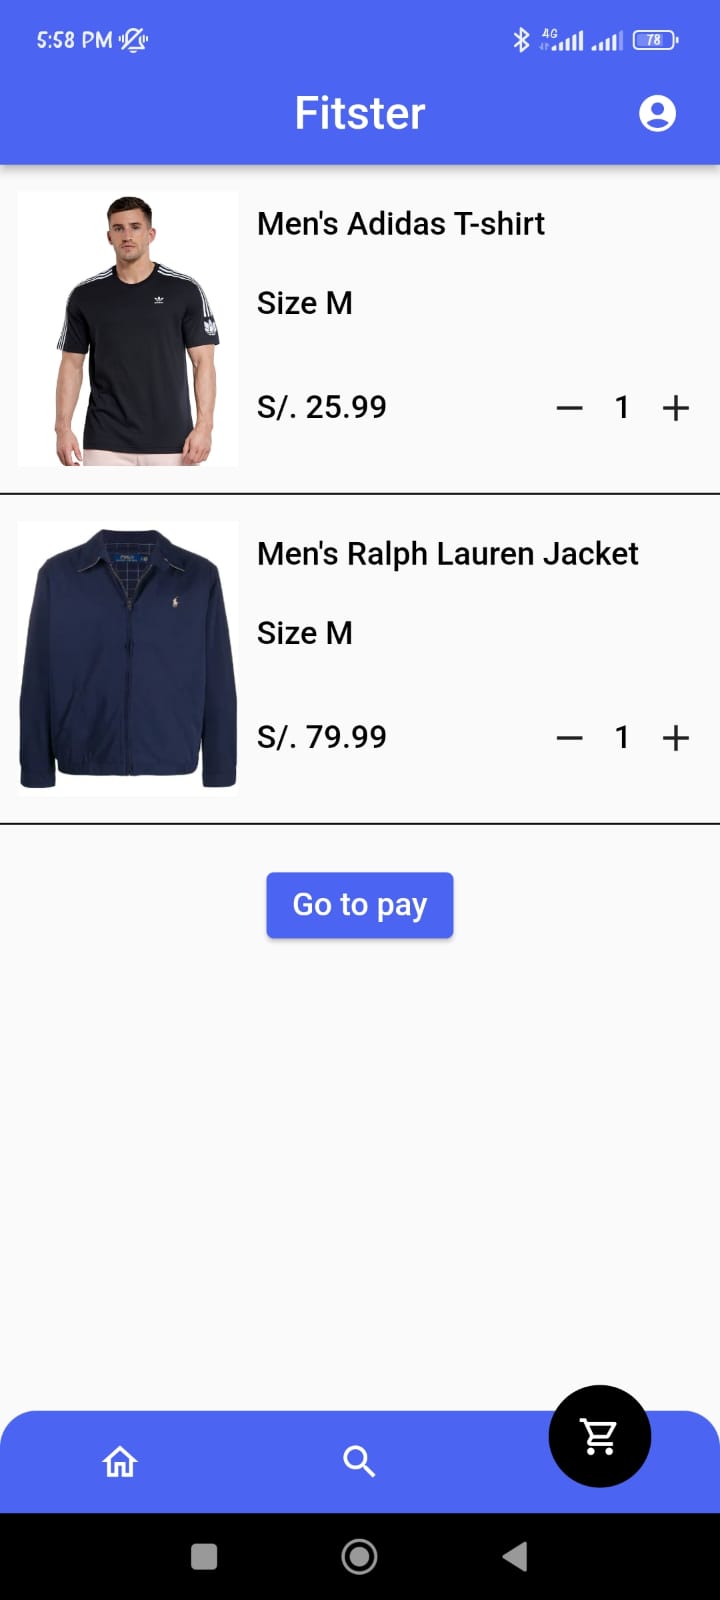 5:58 PM
4G
78
Fitster
Men's Adidas T-shirt
Size M
S/. 25.99
1
Men's Ralph Lauren Jacket
Size M
S/. 79.99
1
Go to pay